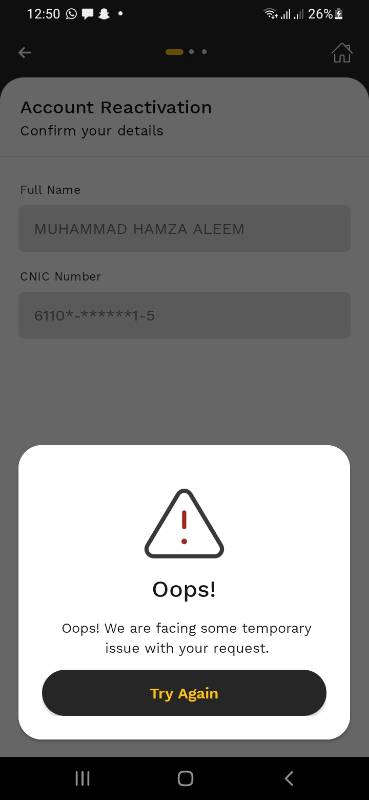 12:50
26%
Account Reactivation
Confirm your details
Full Name
MUHAMMAD HAMZA ALEEM
CNIC Number
6110*-******1-5
Oops!
Oops! We are facing some temporary
issue with your request.
Try Again